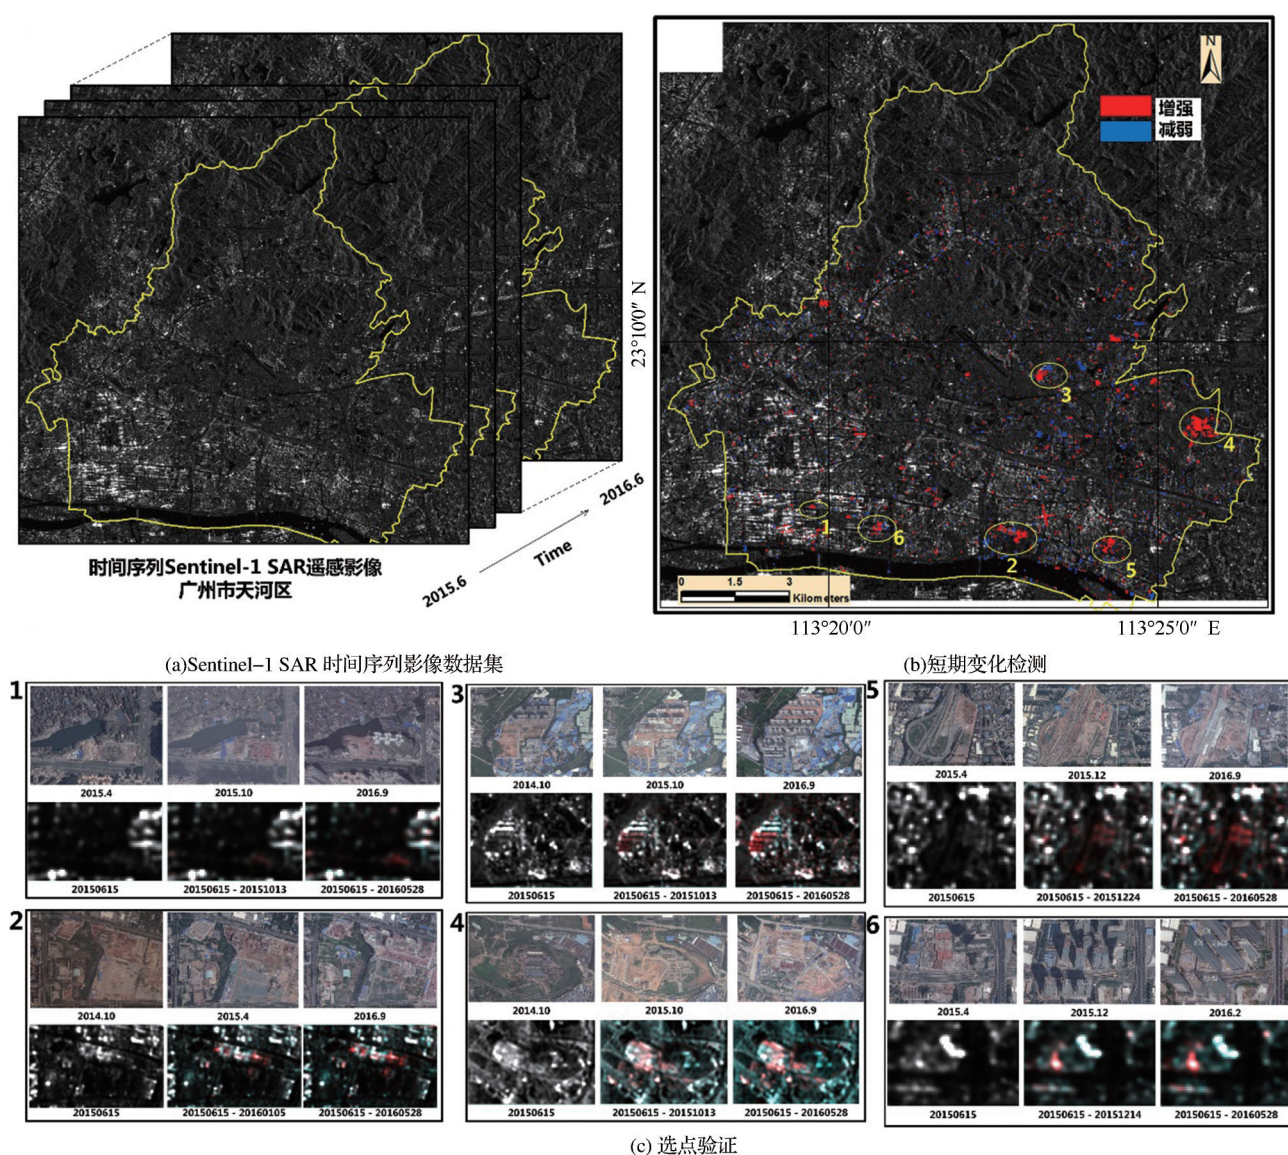 N
增强
减弱
23°10′0″ N
3
4
1
6
2
5
0 1.5 3
Kilometers
2016.6
Time
2015.6
时间序列Sentinel-1 SAR遥感影像
广州市天河区
113°20′0″ 113°25′0″ E
(a)Sentinel−1 SAR 时间序列影像数据集
(b)短期变化检测
1
2015.4 2015.10 2016.9
20150615 20150615 - 20151013 20150615 - 20160528
2
2014.10 2015.4 2016.9
20150615 20150615 - 20160105 20150615 - 20160528
3
2014.10 2015.10 2016.9
20150615 20150615 - 20151013 20150615 - 20160528
4
2014.10 2015.10 2016.9
20150615 20150615 - 20151013 20150615 - 20160528
5
2015.4 2015.12 2016.9
20150615 20150615 - 20151224 20150615 - 20160528
6
2015.4 2015.12 2016.2
20150615 20150615 - 20151214 20150615 - 20160528
(c) 选点验证